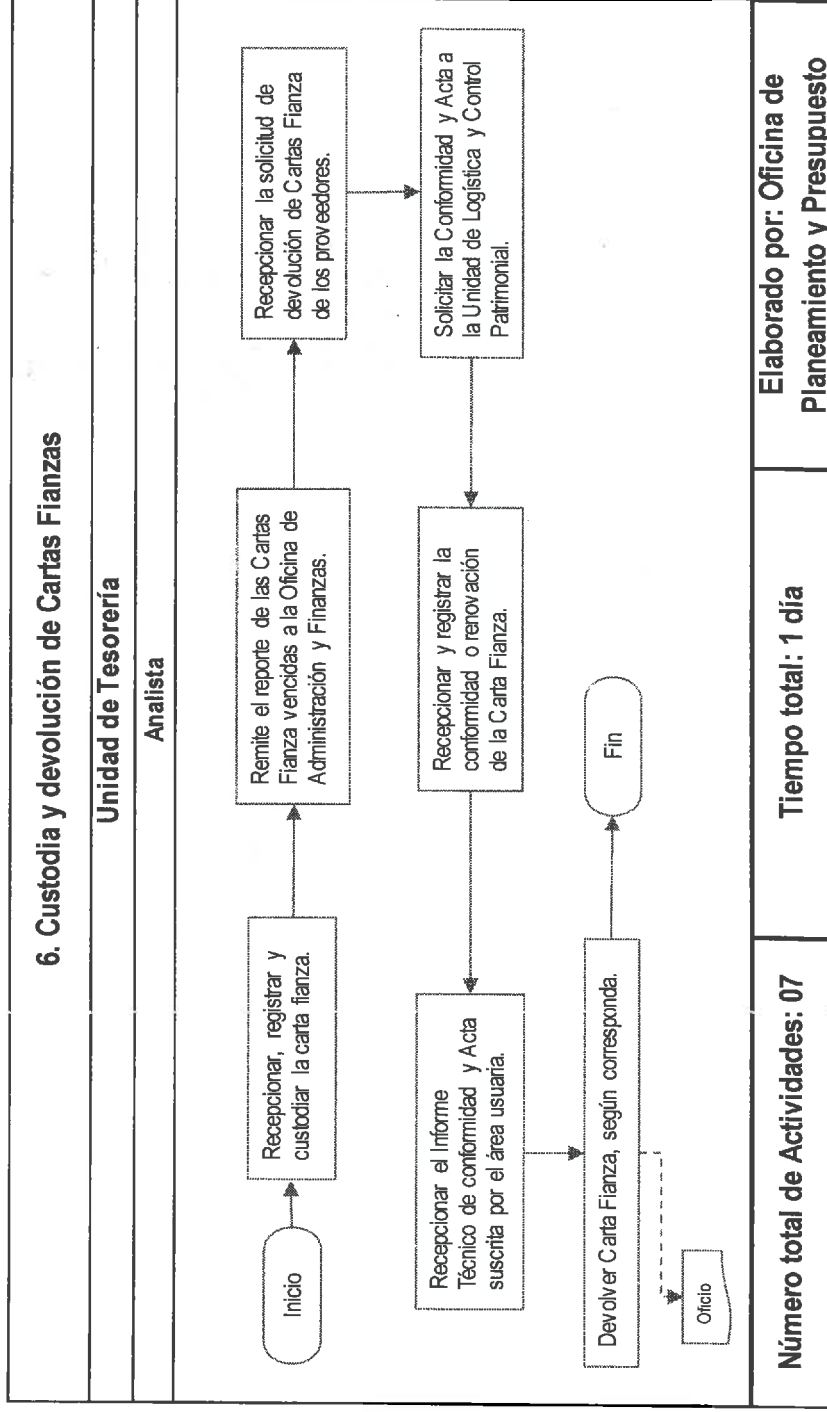 6. Custodia y devolución de Cartas Fianzas
Unidad de Tesorería
Analista
Inicio
Recepcionar, registrar y
custodiar la carta fianza.
Remite el reporte de las Cartas
Fianza vencidas a la Oficina de
Administración y Finanzas.
Recepcionar la solicitud de
devolución de Cartas Fianza
de los proveedores.
Solicitar la Conformidad y Acta a
la Unidad de Logística y Control
Patrimonial.
Recepcionar y registrar la
conformidad o renovación
de la Carta Fianza.
Recepcionar el Informe
Técnico de conformidad y Acta
suscrita por el área usuaria.
Devolver Carta Fianza, según corresponda.
Fin
Oficio
Número total de Actividades: 07
Tiempo total: 1 día
Elaborado por: Oficina de
Planeamiento y Presupuesto